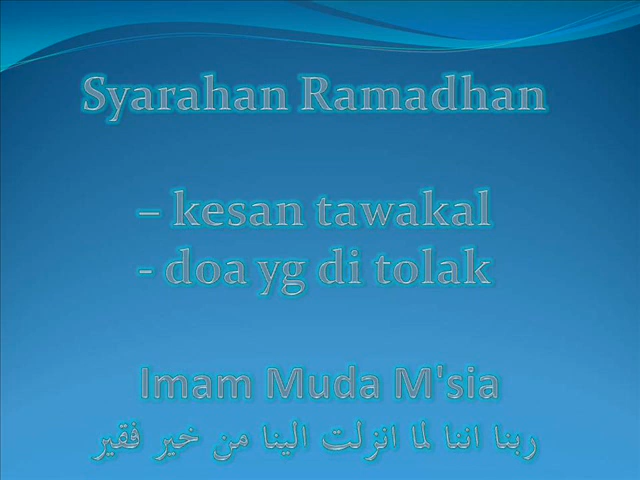 Syarahan Ramadhan
– kesan tawakal
- doa yg di tolak
Imam Muda M'sia
ربنا اننا لما انزلت الينا من خير فقير